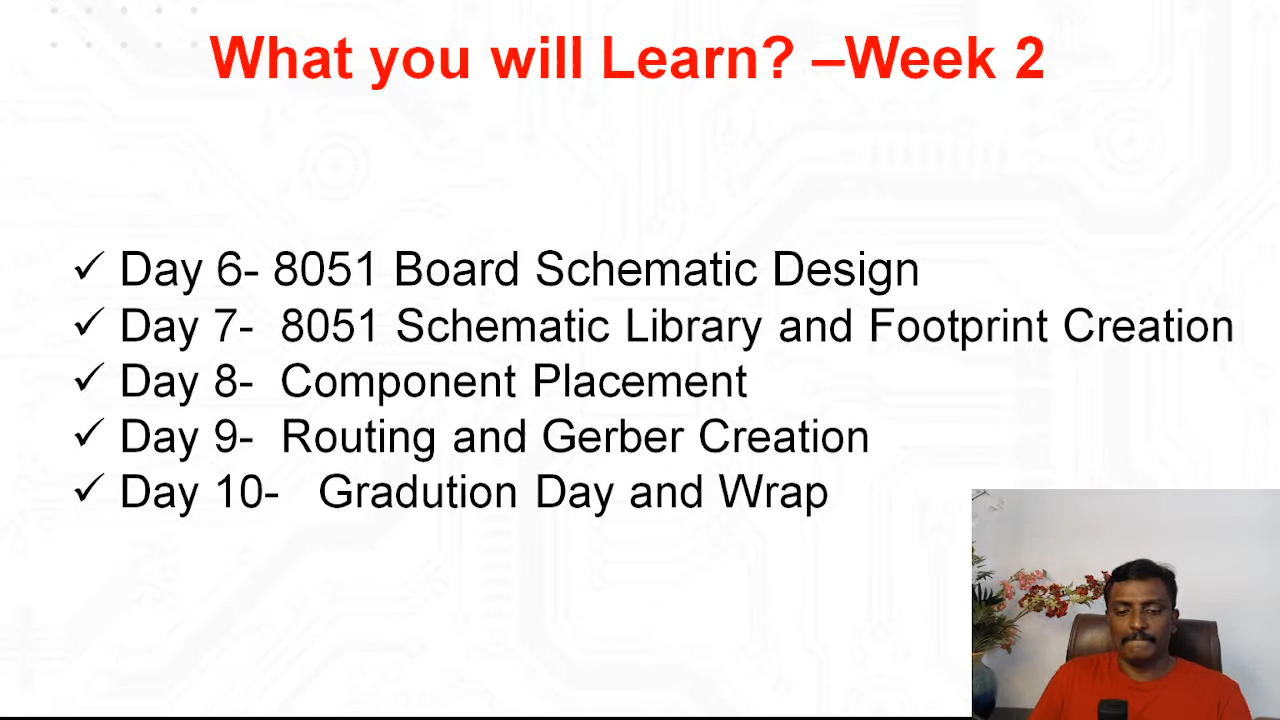 What you will Learn? –Week 2
✓ Day 6- 8051 Board Schematic Design
✓ Day 7- 8051 Schematic Library and Footprint Creation
✓ Day 8- Component Placement
✓ Day 9- Routing and Gerber Creation
✓ Day 10- Gradution Day and Wrap